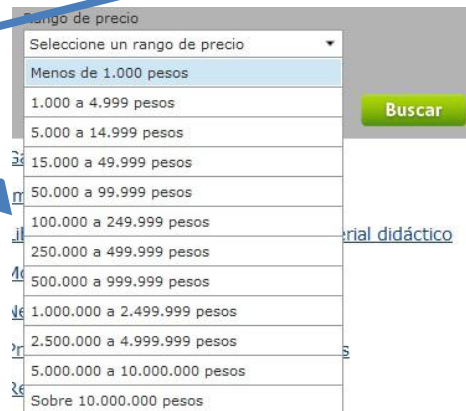 Rango de precio
Seleccione un rango de precio
Menos de 1.000 pesos
1.000 a 4.999 pesos
Buscar
5.000 a 14.999 pesos
15.000 a 49.999 pesos
50.000 a 99.999 pesos
100.000 a 249.999 pesos
didáctico
250.000 a 499.999 pesos
500.000 a 999.999 pesos
1.000.000 a 2.499.999 pesos
2.500.000 a 4.999.999 pesos
5.000.000 a 10.000.000 pesos
Sobre 10.000.000 pesos